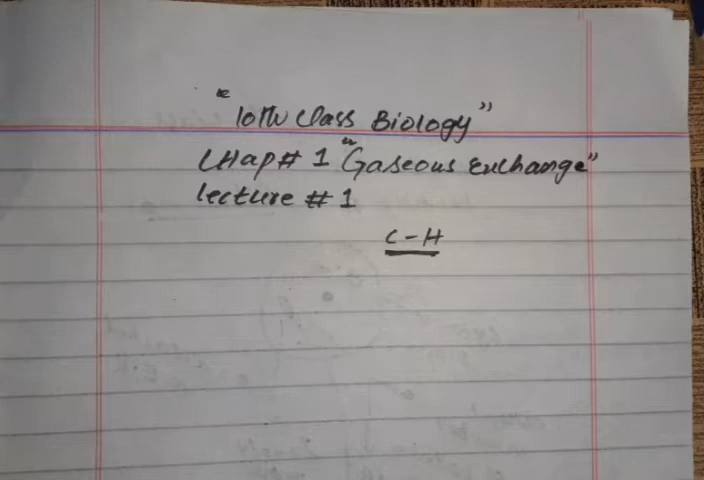 "10th Class Biology"
Chap # 1 "Gaseous Exchange"
lecture # 1
C-H